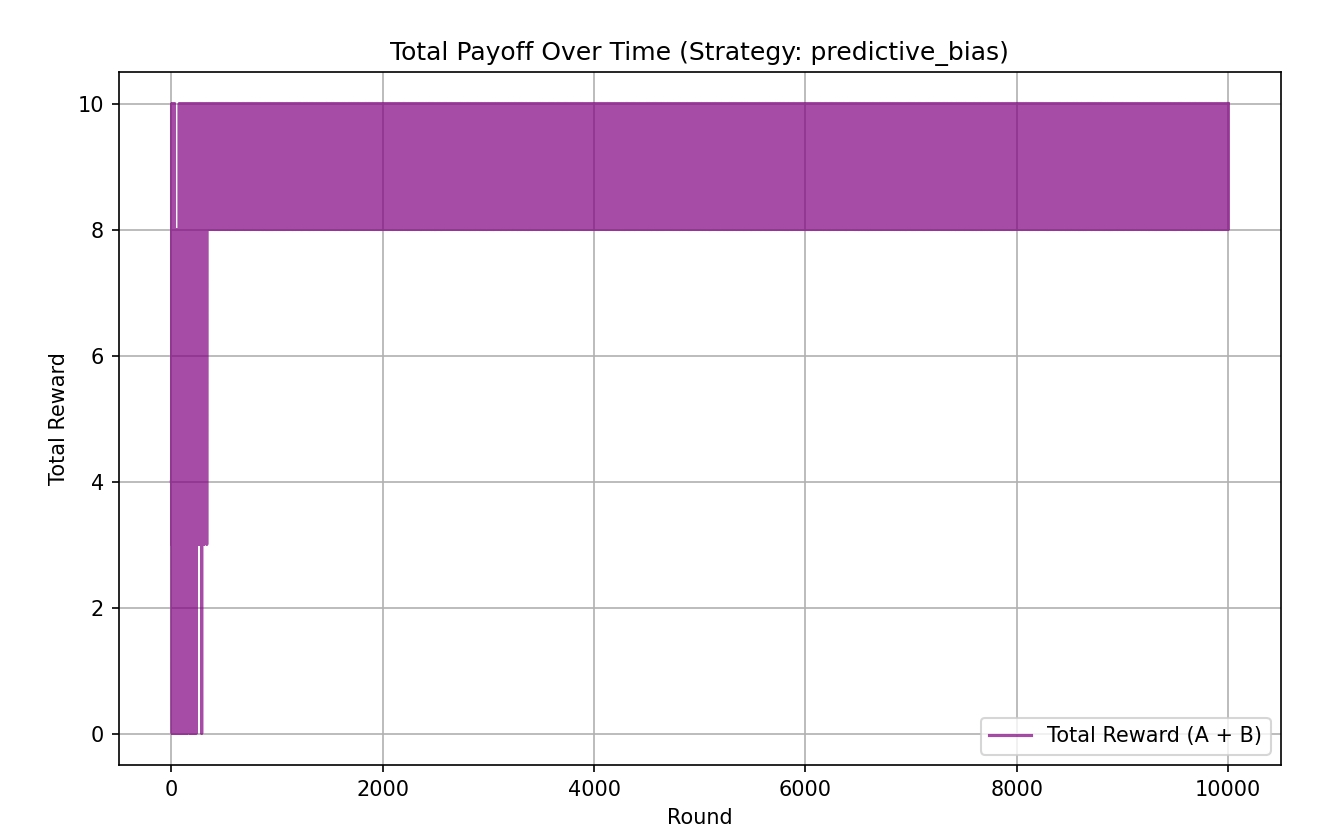 Total Payoff Over Time (Strategy: predictive_bias)
10
8
6
4
2
0
Total Reward
Total Reward (A + B)
0 2000 4000 6000 8000 10000
Round